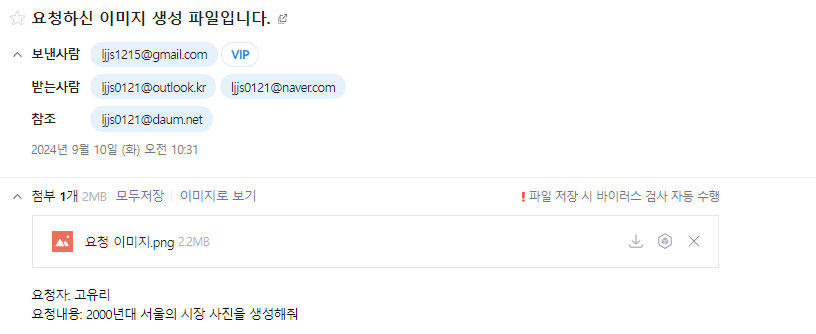 요청하신 이미지 생성 파일입니다.
보낸사람 ljjs1215@gmail.com VIP
받는사람 ljjs0121@outlook.kr ljjs0121@naver.com
참조 ljjs0121@daum.net
2024년 9월 10일 (화) 오전 10:31
첨부 1개 2MB 모두저장 이미지로 보기 ! 파일 저장 시 바이러스 검사 자동 수행
요청 이미지.png 2.2MB
요청자: 고유리
요청내용: 2000년대 서울의 시장 사진을 생성해줘